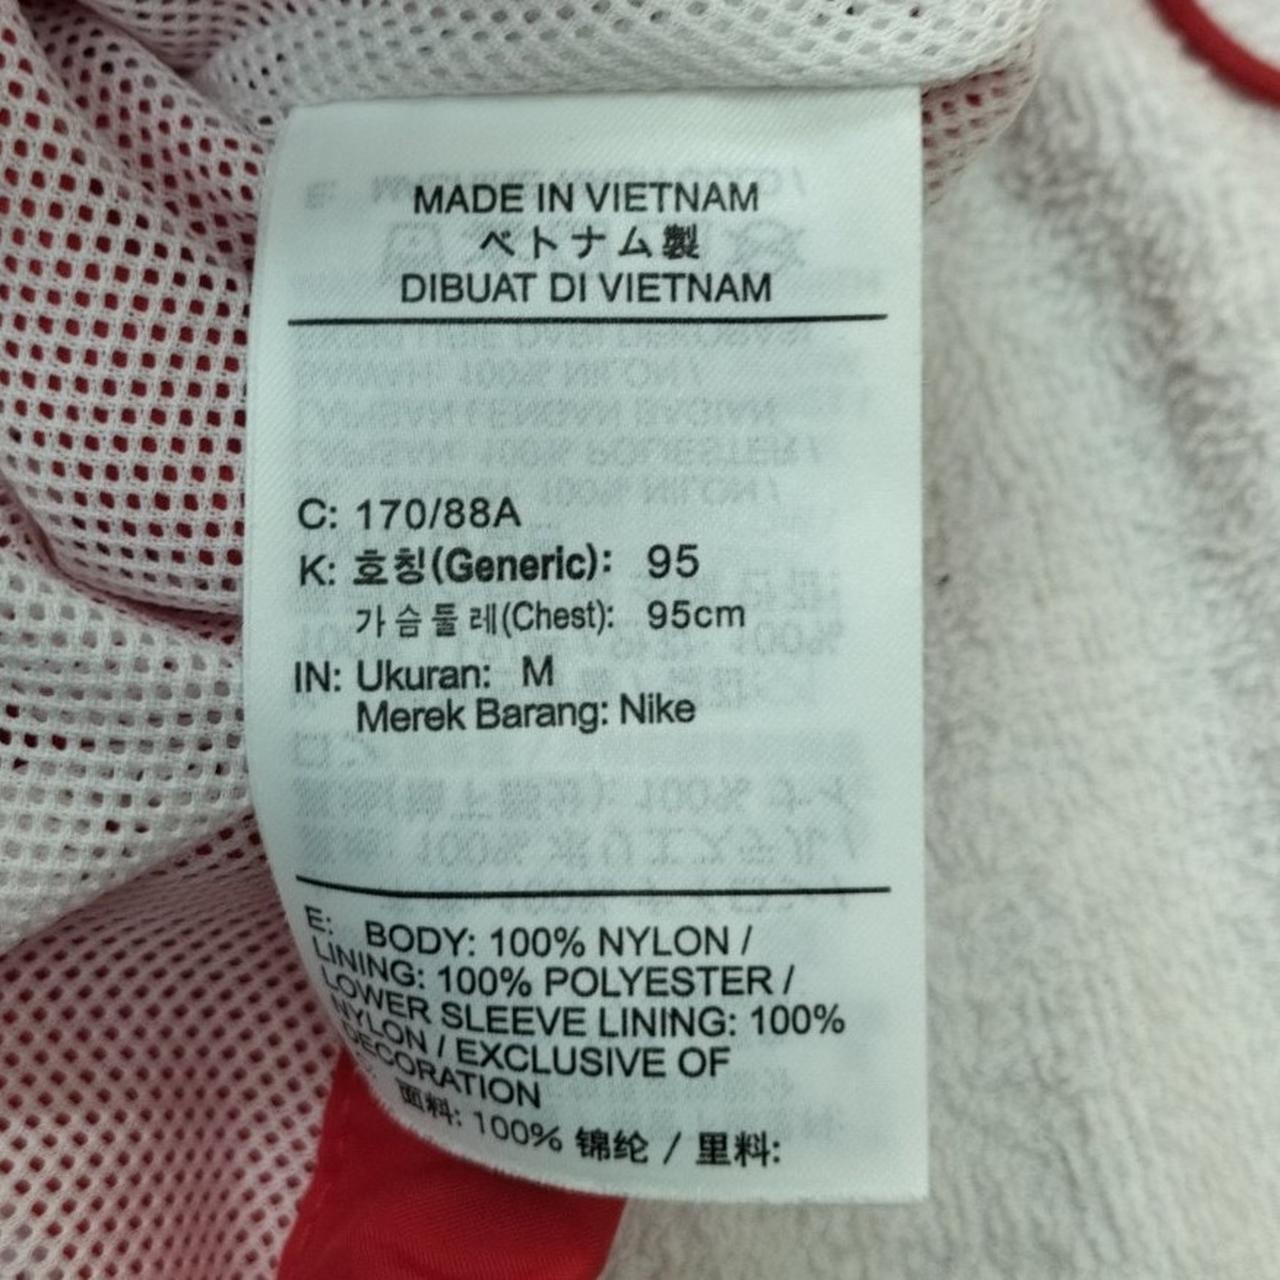 MADE IN VIETNAM
ベトナム製
DIBUAT DI VIETNAM
C: 170/88A
K: 호칭(Generic): 95
가슴둘레(Chest): 95cm
IN: Ukuran: M
Merek Barang: Nike
E: BODY: 100% NYLON /
LINING: 100% POLYESTER /
LOWER SLEEVE LINING: 100%
NYLON / EXCLUSIVE OF
DECORATION
面料: 100% 锦纶 / 里料: